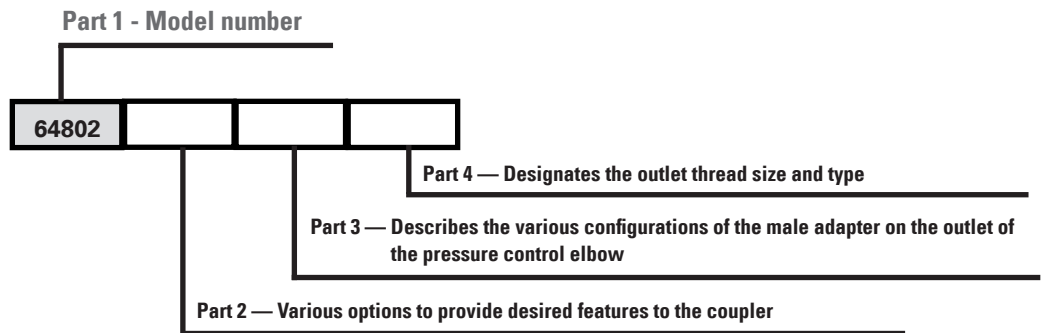 Part 1 - Model number
64802
Part 4 — Designates the outlet thread size and type
Part 3 — Describes the various configurations of the male adapter on the outlet of
the pressure control elbow
Part 2 — Various options to provide desired features to the coupler